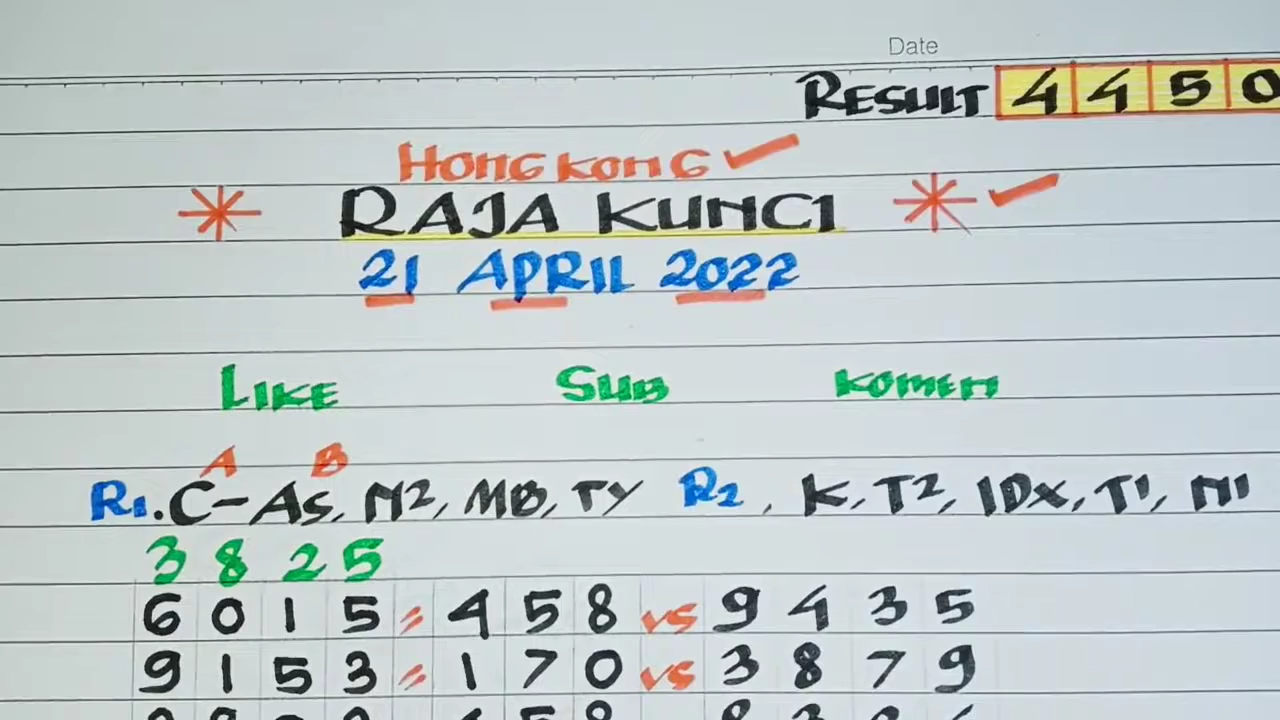 Date
RESULT 4 4 5 0
HONGKONG
RAJA KUNCI
21 APRIL 2022
LIKE SUB KOMEN
A B
R1. C-AS, N2, MB, TY R2, K, T2, IDX, T1, N1
3 8 2 5
6 0 1 5 = 4 5 8 vs 9 4 3 5
9 1 5 3 = 1 7 0 vs 3 8 7 9